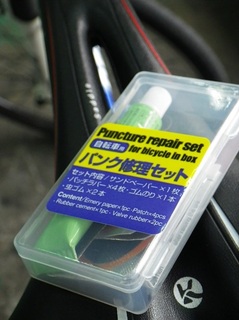 Puncture repair set
自転車用 for bicycle in box
パンク修理セット
セット内容/サンドペーパー×1枚
・パッチラバー×4枚・ゴムのり×1本
・虫ゴム×2本
Content/Emery paper×1pc・Patch×4pcs
・Rubber cement×1pc・Valve rubber×2pcs